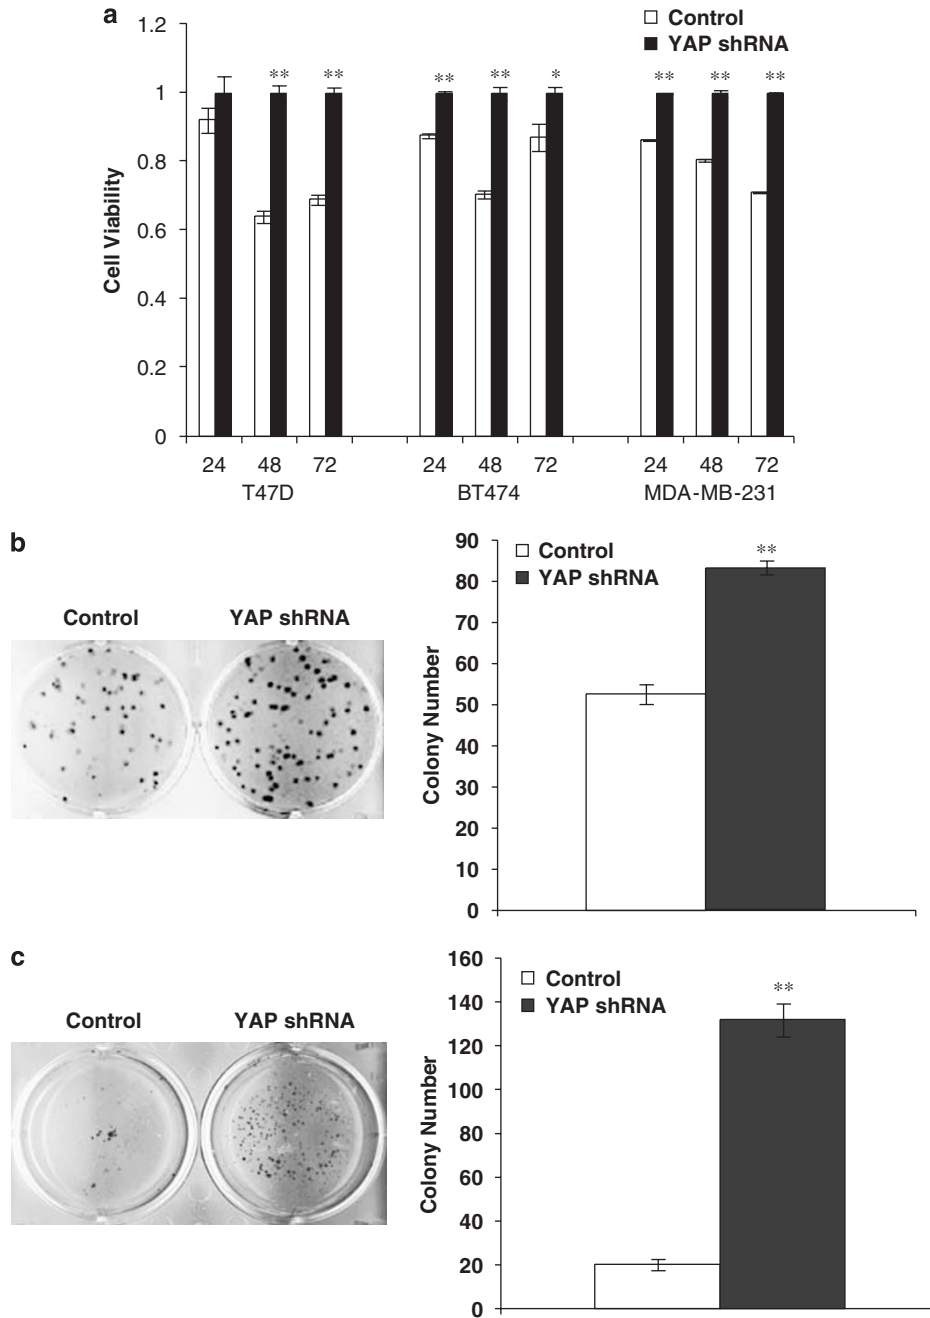 a
Control
YAP shRNA
1.2
1
0.8
0.6
0.4
0.2
0
Cell Viability
** ** ** ** * ** ** **
24 48 72 24 48 72 24 48 72
T47D BT474 MDA-MB-231
b
Control YAP shRNA
Control
YAP shRNA
**
90
80
70
60
50
40
30
20
10
0
Colony Number
c
Control YAP shRNA
Control
YAP shRNA
**
160
140
120
100
80
60
40
20
0
Colony Number